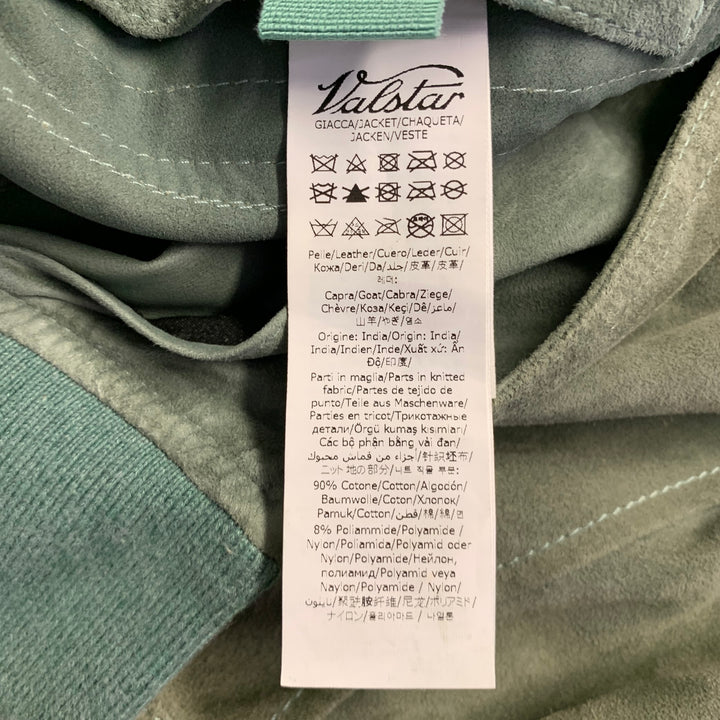 Valstar
GIACCA/JACKET/CHAQUETA/
JACKEN/VESTE
Pelle/Leather/Cuero/Leder/Cuir/
Кожа/Deri/Da/جلد/皮革/皮革/
레더:
Capra/Goat/Cabra/Ziege/
Chèvre/Коза/Keçi/Dê/ماعز/
山羊/やぎ/염소
Origine: India/Origin: India/
India/Indien/Inde/Xuất xứ: Ấn
Độ/印度/
Parti in maglia/Parts in knitted
fabric/Partes de tejido de
punto/Teile aus Maschenware/
Parties en tricot/Трикотажные
детали/Örgü kumaş kısımları/
Các bộ phân bằng vải đan/
أجزاء من قماش محبوك/针织坯布/
ニット地の部分/니트 직물 부분:
90% Cotone/Cotton/Algodón/
Baumwolle/Coton/Хлопок/
Pamuk/Cotton/قطن/棉/綿/면
8% Poliammide/Polyamide /
Nylon/Poliamida/Polyamid oder
Nylon/Polyamide/Нейлон,
полиамид/Polyamid veya
Naylon/Polyamide / Nylon/
نايلون/聚酰胺纤维/尼龙/ポリアミド/
ナイロン/폴리아마드 / 나일론